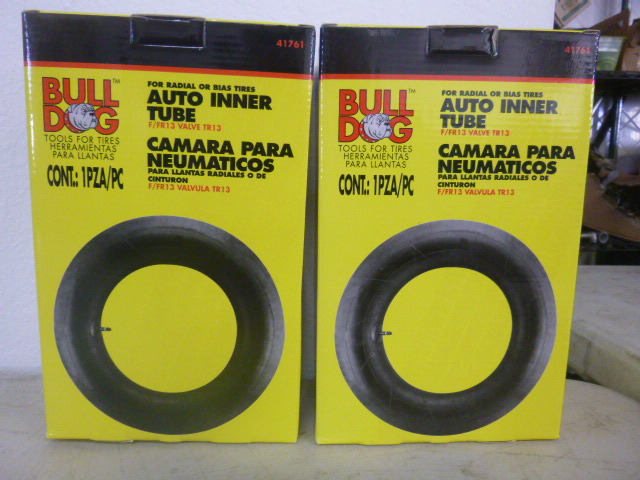 41761
BULL DOG™
TOOLS FOR TIRES
HERRAMIENTAS
PARA LLANTAS
CONT.: 1PZA/PC
FOR RADIAL OR BIAS TIRES
AUTO INNER
TUBE
F/FR13 VALVE TR13
CAMARA PARA
NEUMATICOS
PARA LLANTAS RADIALES O DE
CINTURON
F/FR13 VALVULA TR13
41761
BULL DOG™
TOOLS FOR TIRES
HERRAMIENTAS
PARA LLANTAS
CONT.: 1PZA/PC
FOR RADIAL OR BIAS TIRES
AUTO INNER
TUBE
F/FR13 VALVE TR13
CAMARA PARA
NEUMATICOS
PARA LLANTAS RADIALES O DE
CINTURON
F/FR13 VALVULA TR13